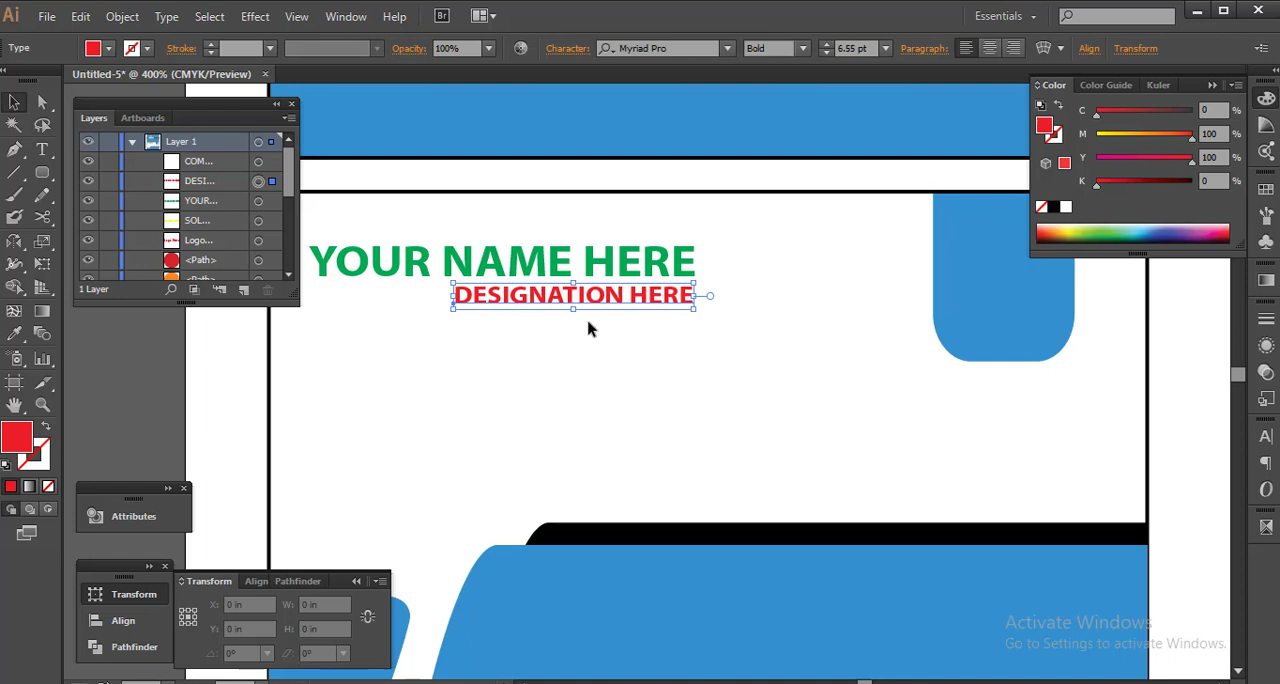 Ai File Edit Object Type Select Effect View Window Help Br Essentials
Type Stroke: Opacity: 100% Character: Myriad Pro Bold 6.55 pt Paragraph: Align Transform
Untitled-5* @ 400% (CMYK/Preview) ×
Layers Artboards
Layer 1
COM...
DESI...
YOUR...
SOL...
Logo...
<Path>
<Path>
1 Layer
Color Color Guide Kuler
C 0 %
M 100 %
Y 100 %
K 0 %
YOUR NAME HERE
DESIGNATION HERE
Attributes
Transform
Align
Pathfinder
Transform Align Pathfinder
X: 0 in W: 0 in
Y: 0 in H: 0 in
0° 0°
Activate Windows
Go to Settings to activate Windows.